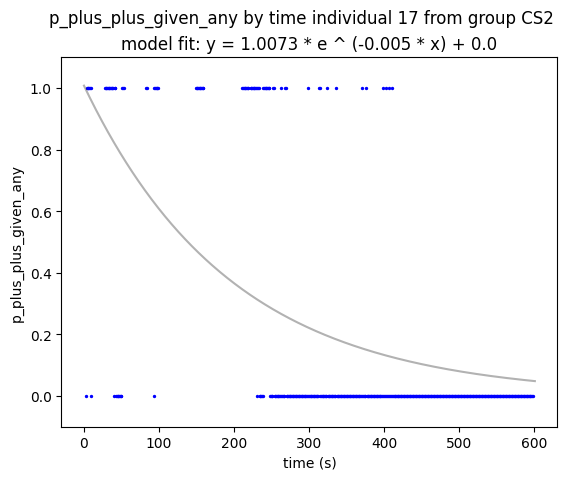 p_plus_plus_given_any by time individual 17 from group CS2
model fit: y = 1.0073 * e ^ (-0.005 * x) + 0.0
1.0
0.8
0.6
0.4
0.2
0.0
p_plus_plus_given_any
0 100 200 300 400 500 600
time (s)